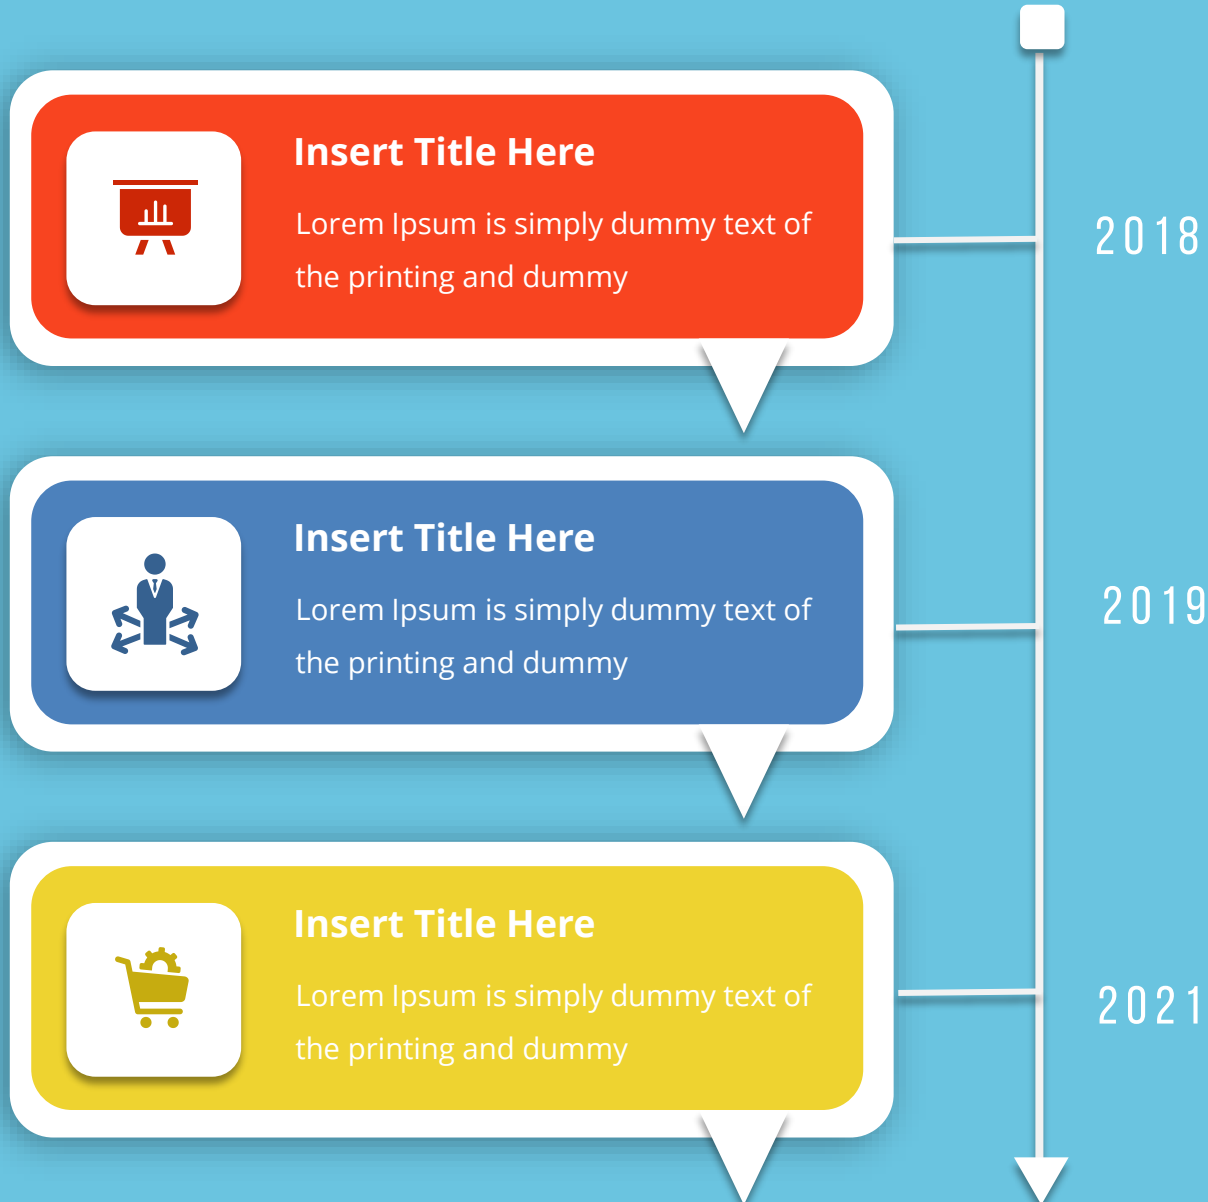 Insert Title Here
Lorem Ipsum is simply dummy text of
the printing and dummy
2018
Insert Title Here
Lorem Ipsum is simply dummy text of
the printing and dummy
2019
Insert Title Here
Lorem Ipsum is simply dummy text of
the printing and dummy
2021